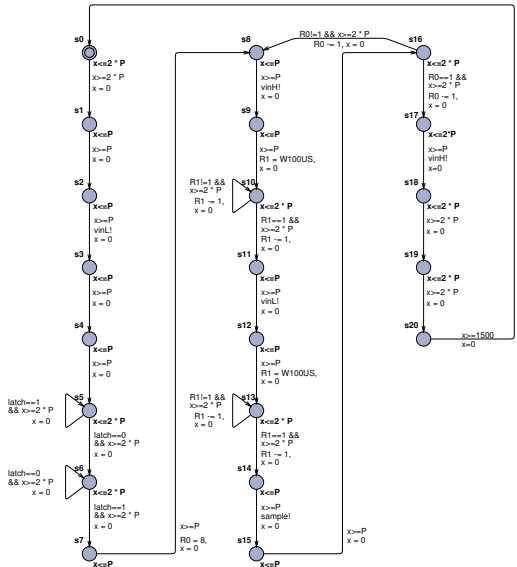 s0
x<=2 * P
x>=2 * P
x = 0
s1
x<=P
x>=P
x = 0
s2
x<=P
x>=P
vinL!
x = 0
s3
x<=P
x>=P
x = 0
s4
x<=P
x>=P
x = 0
latch==1
&& x>=2 * P
x = 0
s5
x<=2 * P
latch==0
&& x>=2 * P
x = 0
latch==0
&& x>=2 * P
x = 0
s6
x<=2 * P
latch==1
&& x>=2 * P
x = 0
s7
x<=P
x>=P
R0 = 8,
x = 0
s8
x<=P
x>=P
vinH!
x = 0
s9
x<=P
x>=P
R1 = W100US,
x = 0
R1!=1 &&
x>=2 * P
R1 -= 1,
x = 0
s10
x<=2 * P
R1==1 &&
x>=2 * P
R1 -= 1,
x = 0
s11
x<=P
x>=P
vinL!
x = 0
s12
x<=P
x>=P
R1 = W100US,
x = 0
R1!=1 &&
x>=2 * P
R1 -= 1,
x = 0
s13
x<=2 * P
R1==1 &&
x>=2 * P
R1 -= 1,
x = 0
s14
x<=P
x>=P
sample!
x = 0
s15
x<=P
x>=P
x = 0
R0!=1 && x>=2 * P
R0 -= 1, x = 0
s16
x<=2 * P
R0==1 &&
x>=2 * P
R0 -= 1,
x = 0
s17
x<=2*P
x>=P
vinH!
x=0
s18
x<=2 * P
x>=2 * P
x = 0
s19
x<=2 * P
x>=2 * P
x = 0
s20
x>=1500
x=0